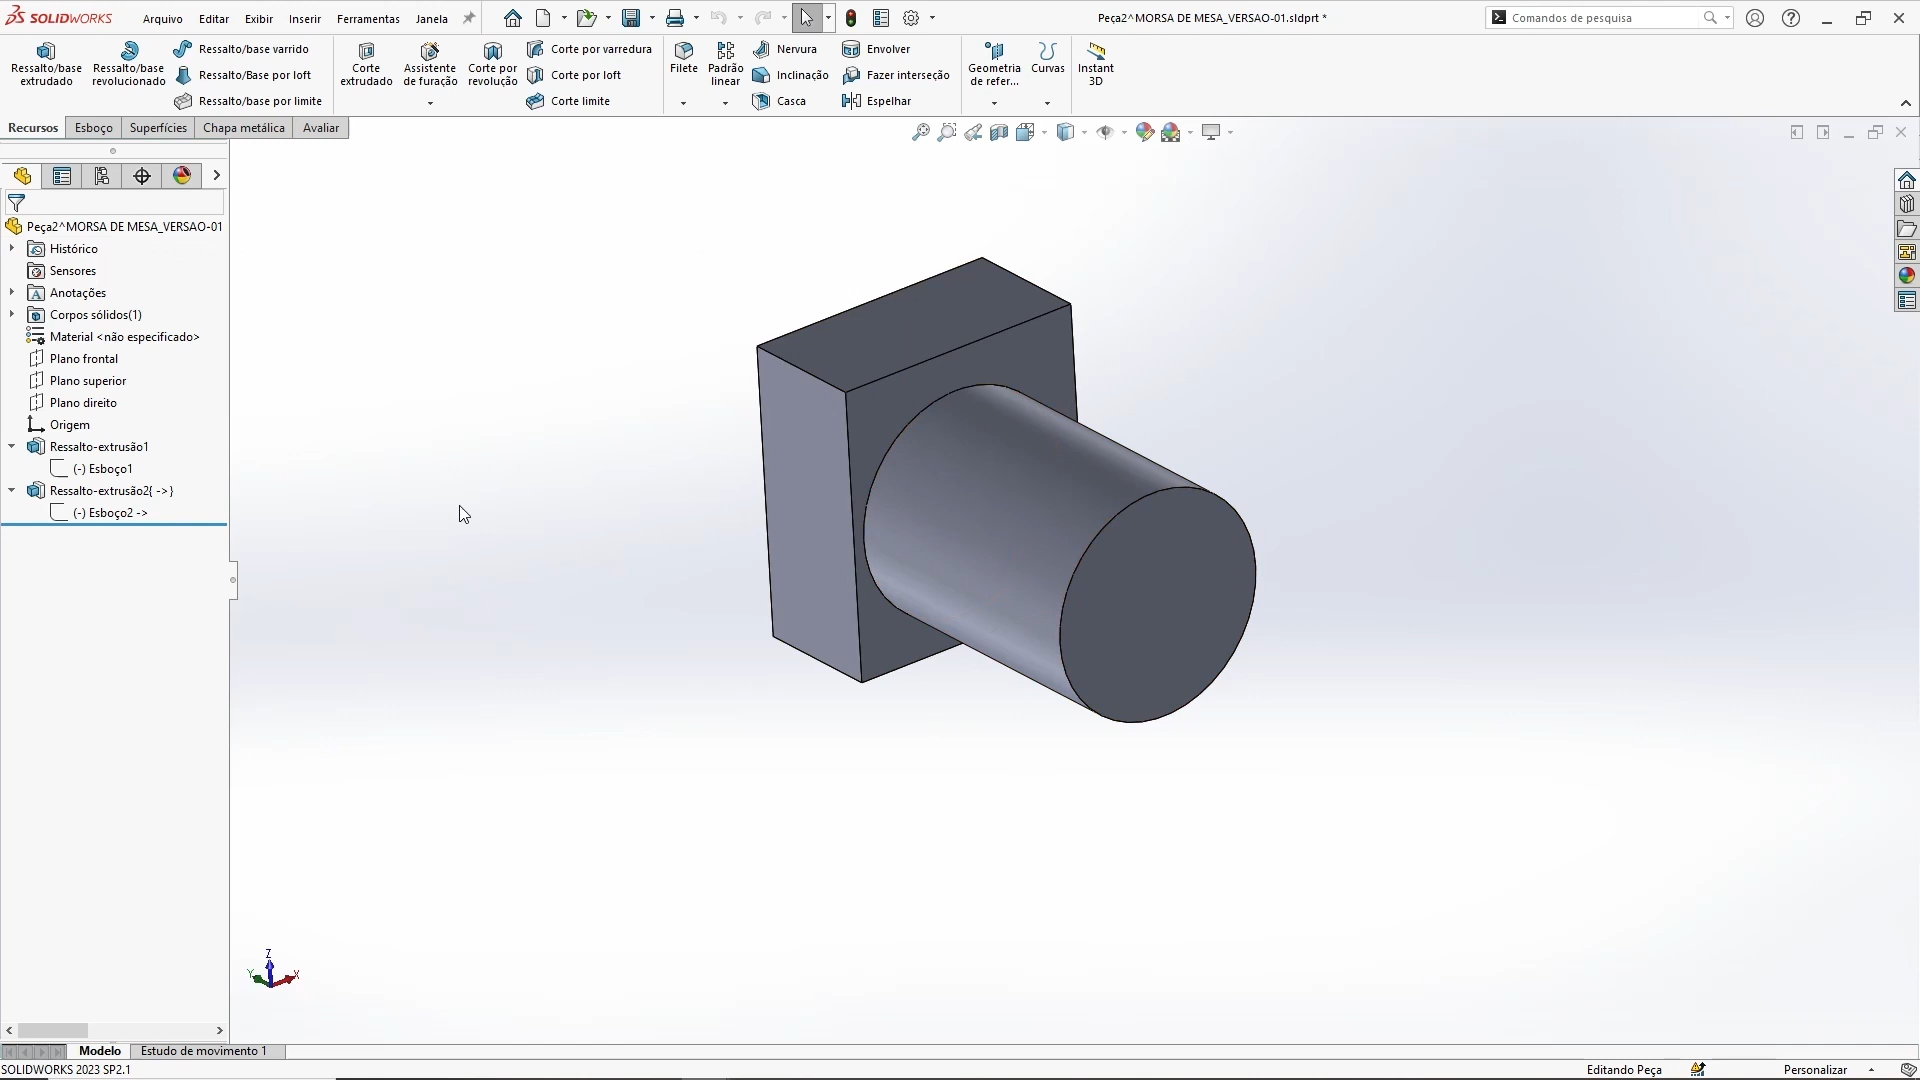 SOLIDWORKS
Arquivo Editar Exibir Inserir Ferramentas Janela
Peça2^MORSA DE MESA_VERSAO-01.sldprt *
Comandos de pesquisa
Ressalto/base extrudado
Ressalto/base revolucionado
Ressalto/base varrido
Ressalto/Base por loft
Ressalto/base por limite
Corte extrudado
Assistente de furação
Corte por revolução
Corte por varredura
Corte por loft
Corte limite
Filete
Padrão linear
Nervura
Inclinação
Casca
Envolver
Fazer interseção
Espelhar
Geometria de refer...
Curvas
Instant 3D
Recursos Esboço Superfícies Chapa metálica Avaliar
Peça2^MORSA DE MESA_VERSAO-01
Histórico
Sensores
Anotações
Corpos sólidos(1)
Material <não especificado>
Plano frontal
Plano superior
Plano direito
Origem
Ressalto-extrusão1
(-) Esboço1
Ressalto-extrusão2{ ->}
(-) Esboço2 ->
Z
Y
X
Modelo Estudo de movimento 1
SOLIDWORKS 2023 SP2.1
Editando Peça
Personalizar